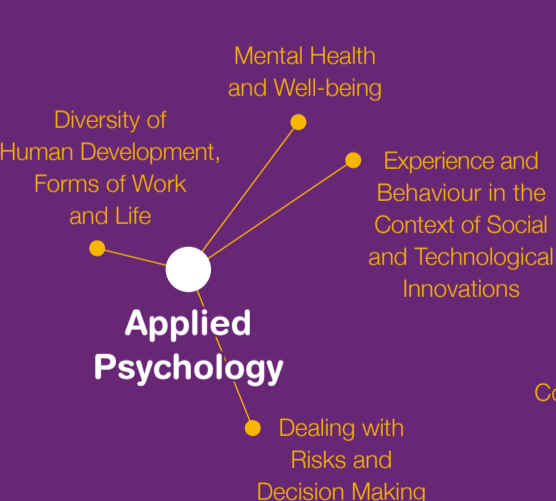 Mental Health
and Well-being
Diversity of
Human Development,
Forms of Work
and Life
Experience and
Behaviour in the
Context of Social
and Technological
Innovations
Applied
Psychology
Dealing with
Risks and
Decision Making